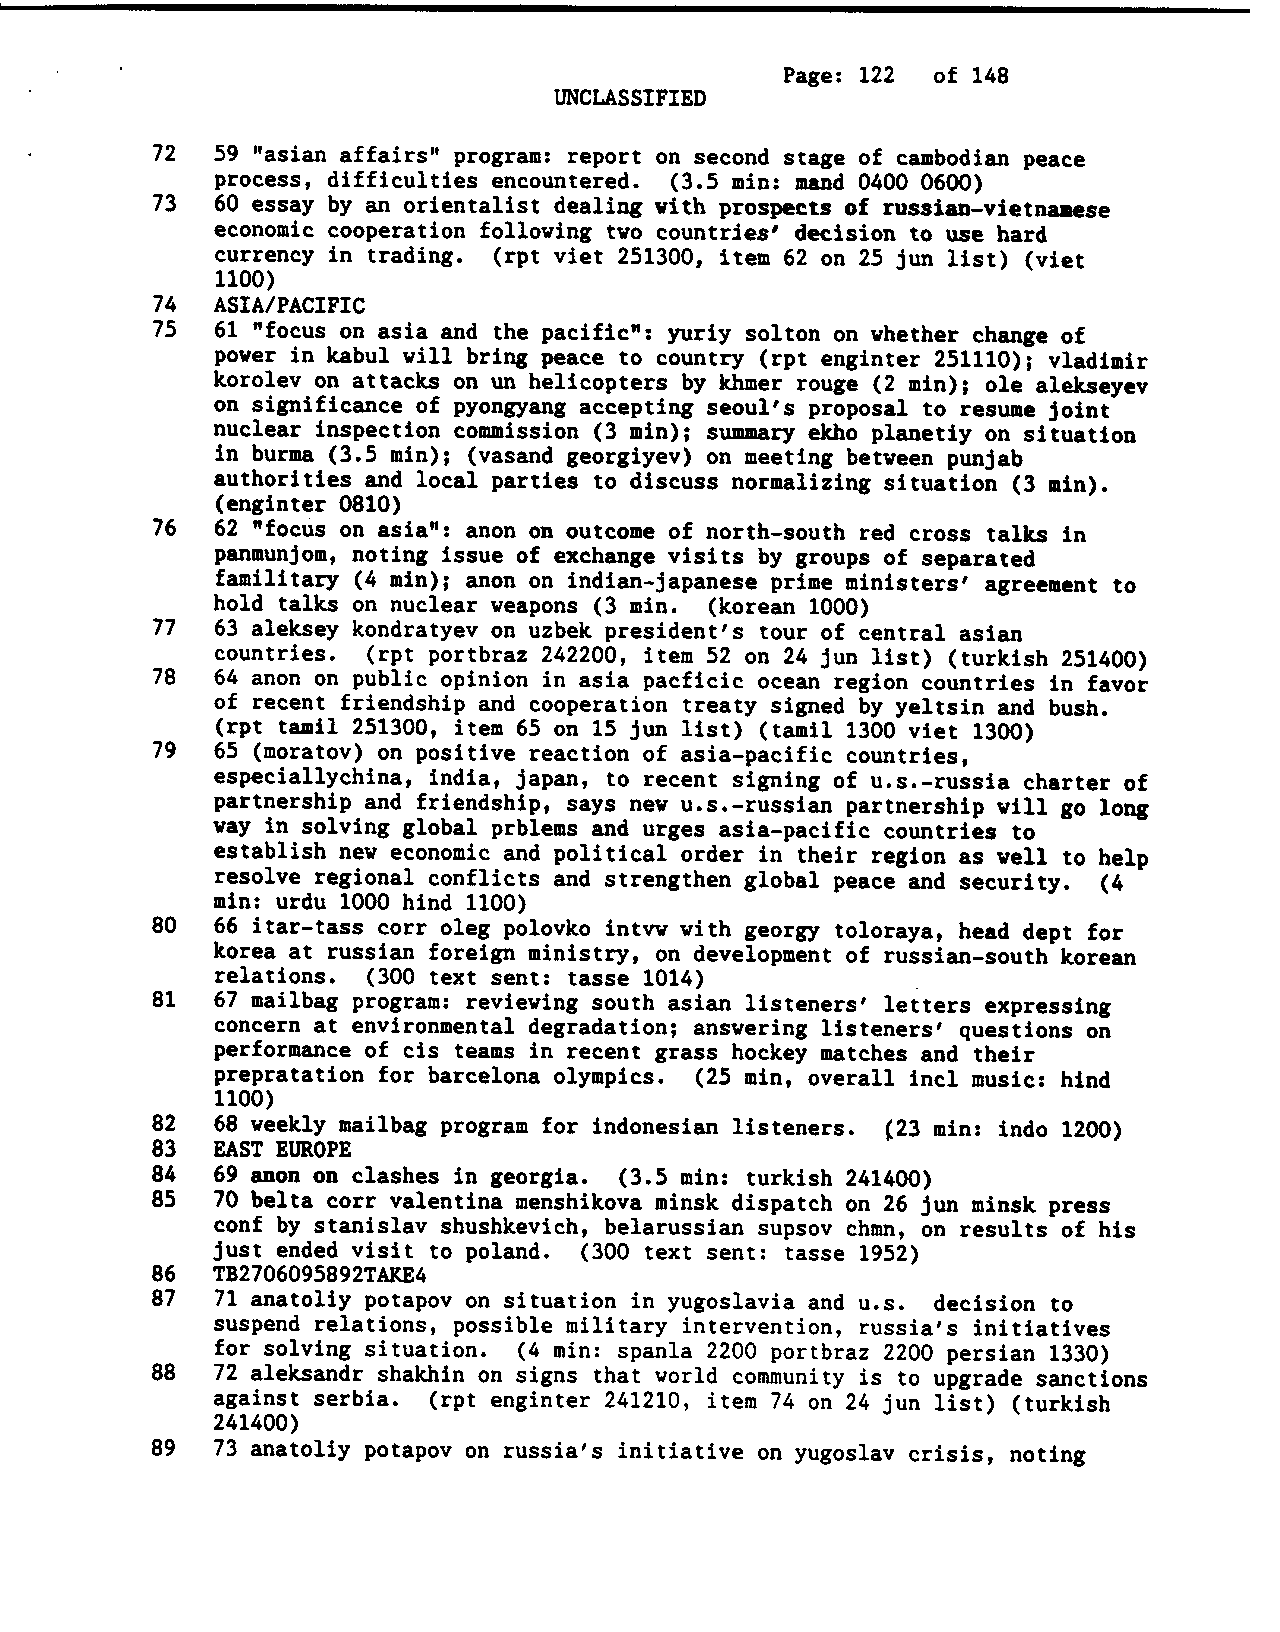 Page: 122 of 148
UNCLASSIFIED
72 59 "asian affairs" program: report on second stage of cambodian peace
process, difficulties encountered. (3.5 min: mand 0400 0600)
73 60 essay by an orientalist dealing with prospects of russian-vietnamese
economic cooperation following two countries' decision to use hard
currency in trading. (rpt viet 251300, item 62 on 25 jun list) (viet
1100)
74 ASIA/PACIFIC
75 61 "focus on asia and the pacific": yuriy solton on whether change of
power in kabul will bring peace to country (rpt enginter 251110); vladimir
korolev on attacks on un helicopters by khmer rouge (2 min); ole alekseyev
on significance of pyongyang accepting seoul's proposal to resume joint
nuclear inspection commission (3 min); summary ekho planetiy on situation
in burma (3.5 min); (vasand georgiyev) on meeting between punjab
authorities and local parties to discuss normalizing situation (3 min).
(enginter 0810)
76 62 "focus on asia": anon on outcome of north-south red cross talks in
panmunjom, noting issue of exchange visits by groups of separated
familitary (4 min); anon on indian-japanese prime ministers' agreement to
hold talks on nuclear weapons (3 min. (korean 1000)
77 63 aleksey kondratyev on uzbek president's tour of central asian
countries. (rpt portbraz 242200, item 52 on 24 jun list) (turkish 251400)
78 64 anon on public opinion in asia pacficic ocean region countries in favor
of recent friendship and cooperation treaty signed by yeltsin and bush.
(rpt tamil 251300, item 65 on 15 jun list) (tamil 1300 viet 1300)
79 65 (moratov) on positive reaction of asia-pacific countries,
especiallychina, india, japan, to recent signing of u.s.-russia charter of
partnership and friendship, says new u.s.-russian partnership will go long
way in solving global prblems and urges asia-pacific countries to
establish new economic and political order in their region as well to help
resolve regional conflicts and strengthen global peace and security. (4
min: urdu 1000 hind 1100)
80 66 itar-tass corr oleg polovko intvw with georgy toloraya, head dept for
korea at russian foreign ministry, on development of russian-south korean
relations. (300 text sent: tasse 1014)
81 67 mailbag program: reviewing south asian listeners' letters expressing
concern at environmental degradation; answering listeners' questions on
performance of cis teams in recent grass hockey matches and their
prepratation for barcelona olympics. (25 min, overall incl music: hind
1100)
82 68 weekly mailbag program for indonesian listeners. (23 min: indo 1200)
83 EAST EUROPE
84 69 anon on clashes in georgia. (3.5 min: turkish 241400)
85 70 belta corr valentina menshikova minsk dispatch on 26 jun minsk press
conf by stanislav shushkevich, belarussian supsov chmn, on results of his
just ended visit to poland. (300 text sent: tasse 1952)
86 TB2706095892TAKE4
87 71 anatoliy potapov on situation in yugoslavia and u.s. decision to
suspend relations, possible military intervention, russia's initiatives
for solving situation. (4 min: spanla 2200 portbraz 2200 persian 1330)
88 72 aleksandr shakhin on signs that world community is to upgrade sanctions
against serbia. (rpt enginter 241210, item 74 on 24 jun list) (turkish
241400)
89 73 anatoliy potapov on russia's initiative on yugoslav crisis, noting